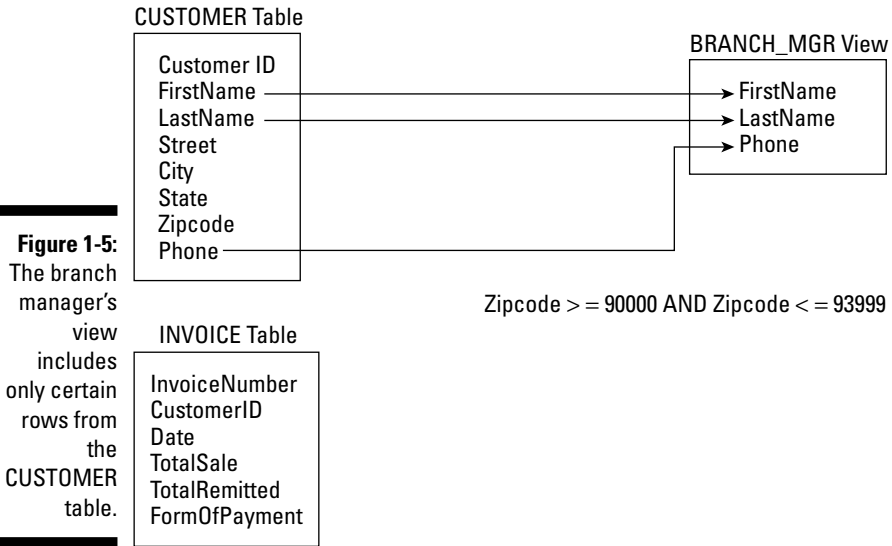 CUSTOMER Table
Customer ID
FirstName
LastName
Street
City
State
Zipcode
Phone
BRANCH_MGR View
FirstName
LastName
Phone
Zipcode > = 90000 AND Zipcode < = 93999
INVOICE Table
InvoiceNumber
CustomerID
Date
TotalSale
TotalRemitted
FormOfPayment
Figure 1-5:
The branch
manager's
view
includes
only certain
rows from
the
CUSTOMER
table.